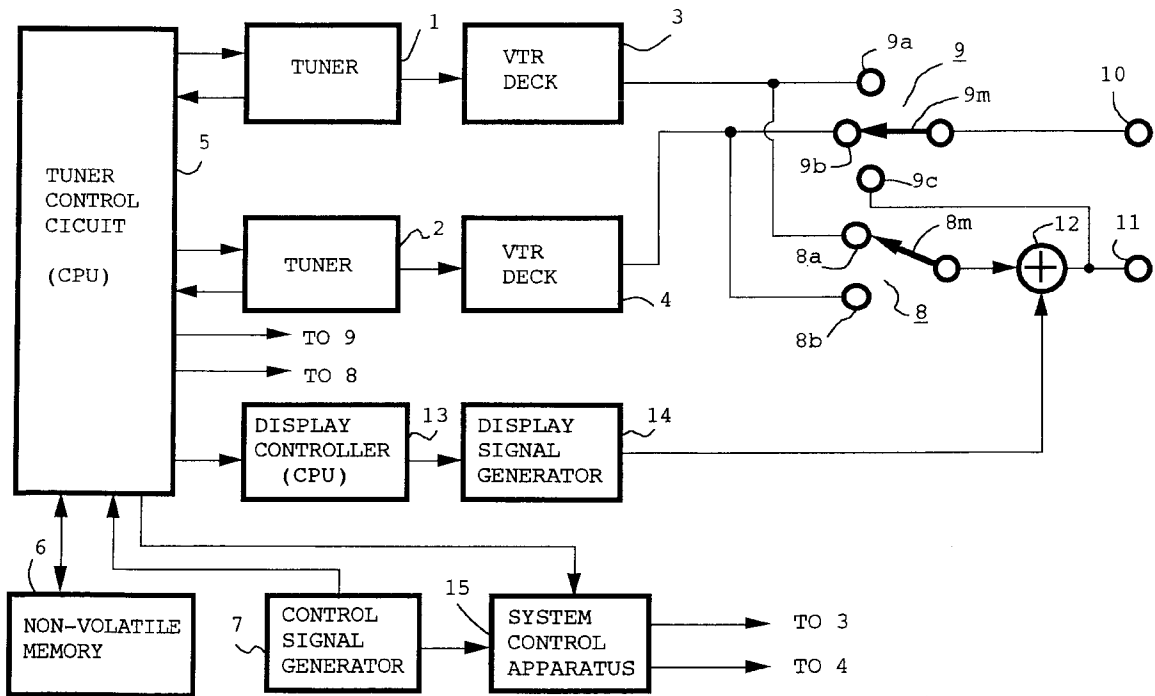 1
TUNER
3
VTR
DECK
9a
9
9m
10
9b
9c
5
TUNER
CONTROL
CICUIT
(CPU)
2
TUNER
VTR
DECK
4
8a
8m
12
11
8
8b
TO 9
TO 8
13
DISPLAY
CONTROLLER
(CPU)
14
DISPLAY
SIGNAL
GENERATOR
6
NON-VOLATILE
MEMORY
7
CONTROL
SIGNAL
GENERATOR
15
SYSTEM
CONTROL
APPARATUS
TO 3
TO 4